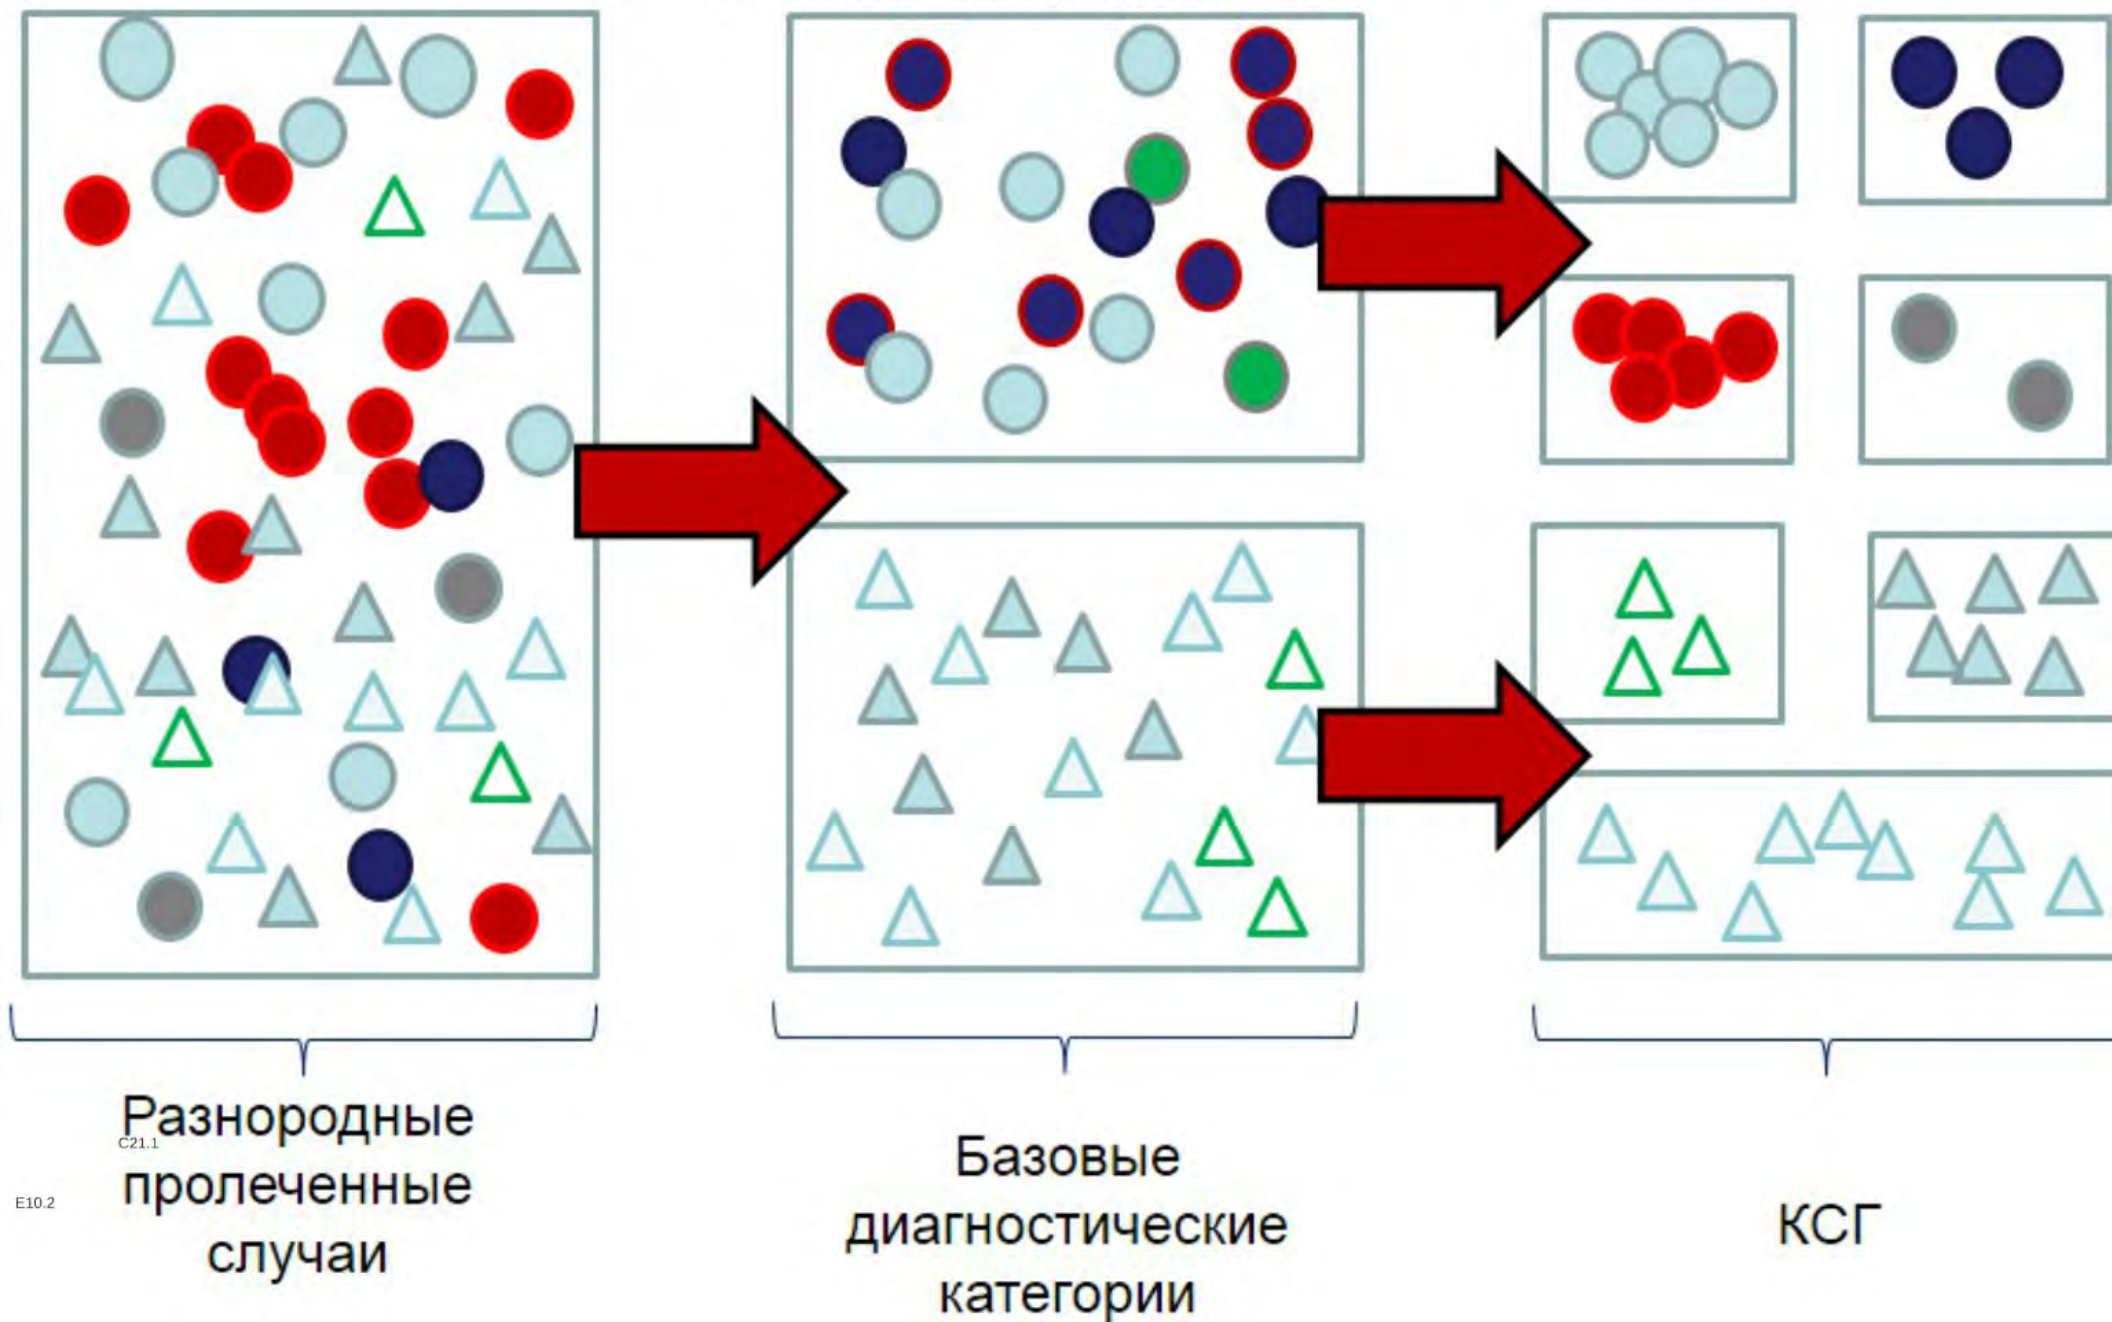 Разнородные
C21.1
пролеченные
E10.2
случаи
Базовые
диагностические
категории
КСГ